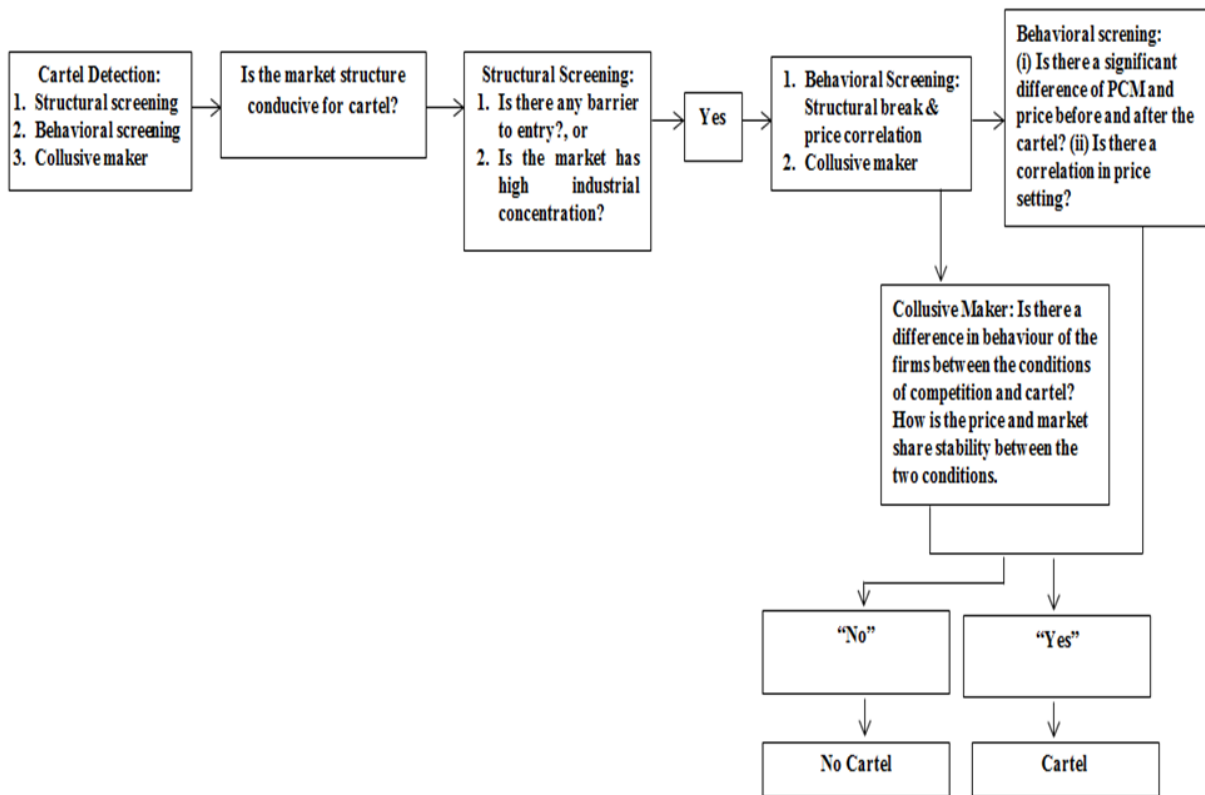 Cartel Detection:
1. Structural screening
2. Behavioral screening
3. Collusive maker
Is the market structure
conducive for cartel?
Structural Screening:
1. Is there any barrier
to entry?, or
2. Is the market has
high industrial
concentration?
Yes
1. Behavioral Screening:
Structural break &
price correlation
2. Collusive maker
Behavioral screning:
(i) Is there a significant
difference of PCM and
price before and after the
cartel? (ii) Is there a
correlation in price
setting?
Collusive Maker: Is there a
difference in behaviour of the
firms between the conditions
of competition and cartel?
How is the price and market
share stability between the
two conditions.
“No”
“Yes”
No Cartel
Cartel